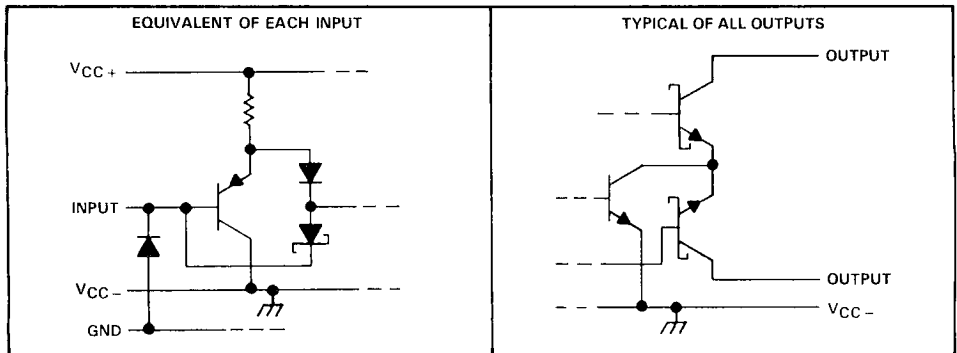 EQUIVALENT OF EACH INPUT
VCC+
INPUT
VCC-
GND
TYPICAL OF ALL OUTPUTS
OUTPUT
OUTPUT
VCC-